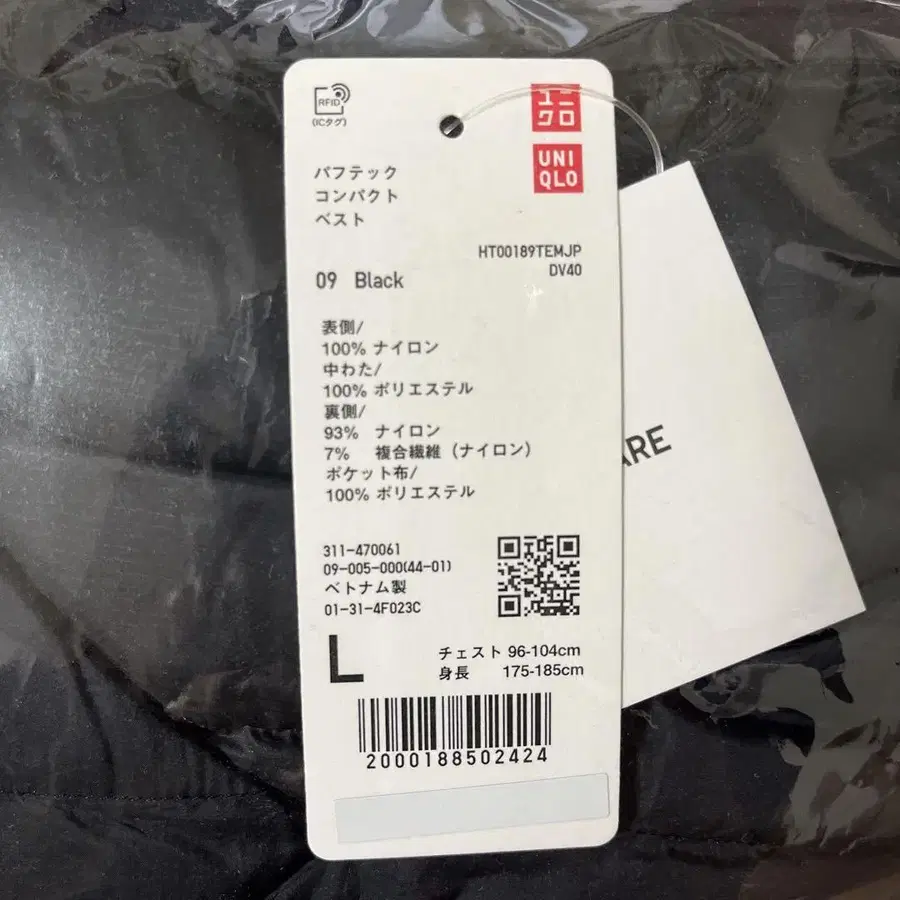 RFID
(ICタグ)
ユニ
クロ
UNI
QLO
パフテック
コンパクト
ベスト
HT00189TEMJP
DV40
09 Black
表側/
100% ナイロン
中わた/
100% ポリエステル
裏側/
93% ナイロン
7% 複合繊維（ナイロン）
ポケット布/
100% ポリエステル
ARE
311-470061
09-005-000(44-01)
ベトナム製
01-31-4F023C
L
チェスト 96-104cm
身長 175-185cm
2000188502424